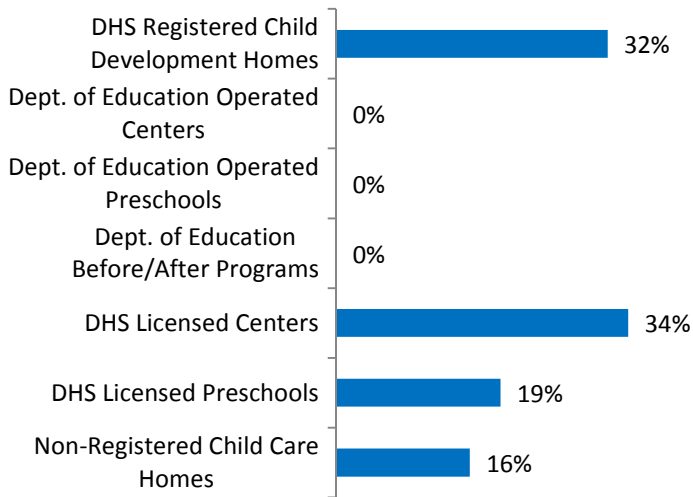 DHS Registered Child
Development Homes
32%
Dept. of Education Operated
Centers
0%
Dept. of Education Operated
Preschools
0%
Dept. of Education
Before/After Programs
0%
DHS Licensed Centers
34%
DHS Licensed Preschools
19%
Non-Registered Child Care
Homes
16%